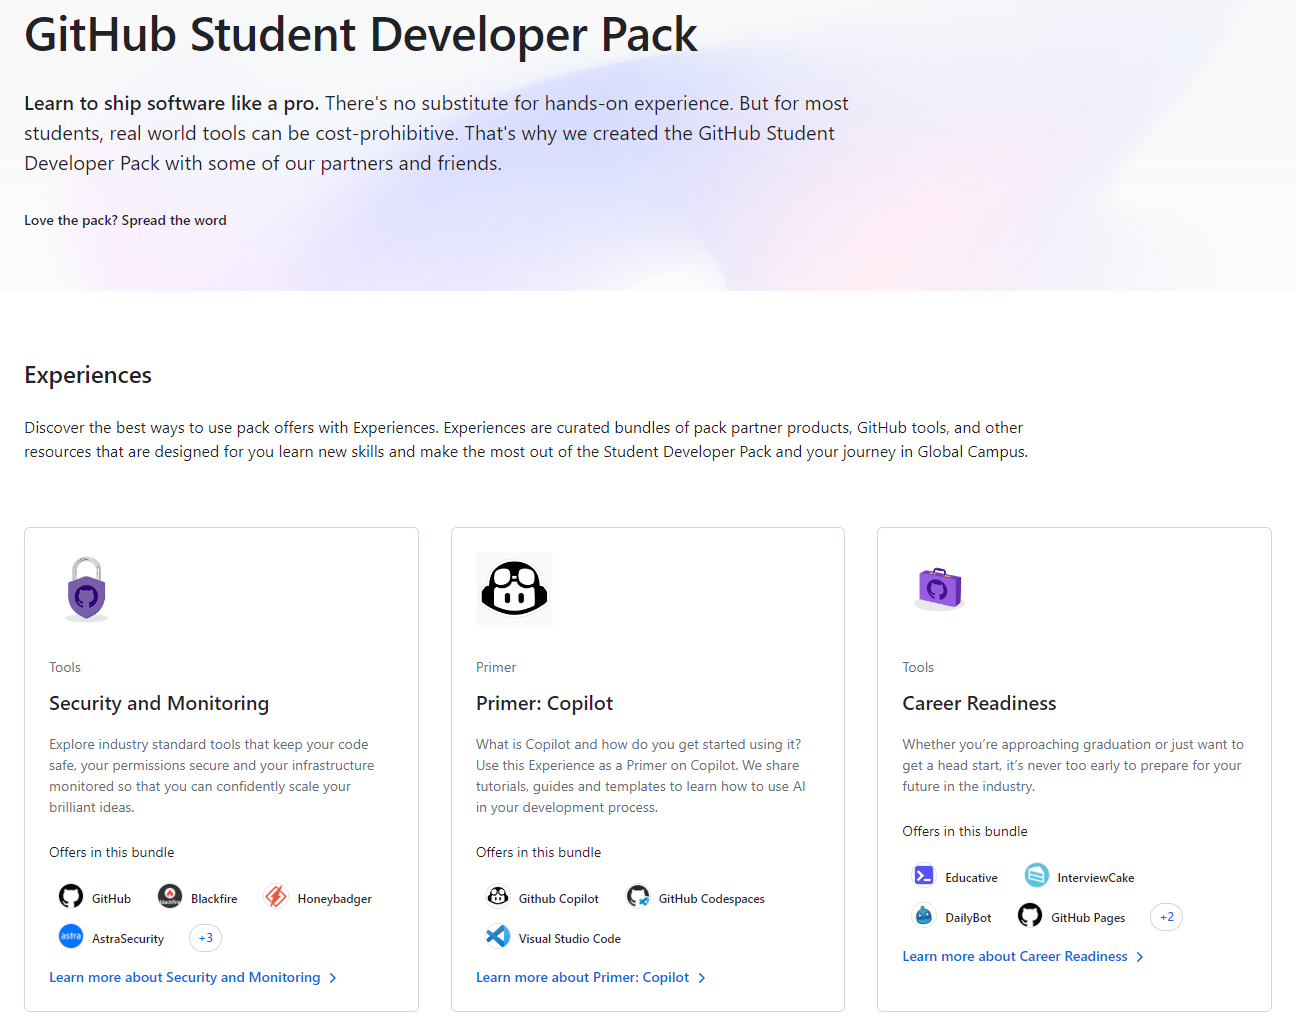 GitHub Student Developer Pack
Learn to ship software like a pro. There's no substitute for hands-on experience. But for most
students, real world tools can be cost-prohibitive. That's why we created the GitHub Student
Developer Pack with some of our partners and friends.
Love the pack? Spread the word
Experiences
Discover the best ways to use pack offers with Experiences. Experiences are curated bundles of pack partner products, GitHub tools, and other
resources that are designed for you learn new skills and make the most out of the Student Developer Pack and your journey in Global Campus.
Tools
Security and Monitoring
Explore industry standard tools that keep your code
safe, your permissions secure and your infrastructure
monitored so that you can confidently scale your
brilliant ideas.
Offers in this bundle
GitHub
Blackfire
Honeybadger
astra
AstraSecurity
+3
Learn more about Security and Monitoring
Primer
Primer: Copilot
What is Copilot and how do you get started using it?
Use this Experience as a Primer on Copilot. We share
tutorials, guides and templates to learn how to use AI
in your development process.
Offers in this bundle
Github Copilot
GitHub Codespaces
Visual Studio Code
Learn more about Primer: Copilot
Tools
Career Readiness
Whether you’re approaching graduation or just want to
get a head start, it’s never too early to prepare for your
future in the industry.
Offers in this bundle
Educative
InterviewCake
DailyBot
GitHub Pages
+2
Learn more about Career Readiness